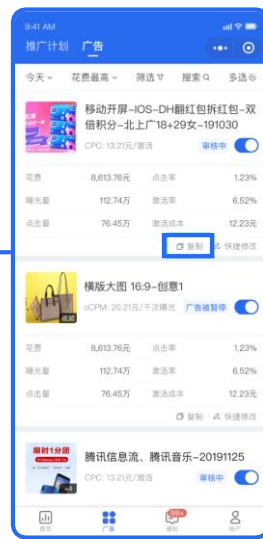 9:41 AM
推广计划 广告
今天 花费最高 筛选 搜索 多选
移动开屏-IOS-DH翻红包拆红包-双
倍积分-北上广18+29女-191030
CPC: 13.21元/激活 审核中
花费 8,613.76元 点击率 1.23%
曝光量 112.74万 激活率 6.52%
点击量 76.45万 激活成本 12.23元
复制 快捷修改
横版大图 16:9-创意1
oCPM: 20.21元/千次曝光 广告被暂停
视频
花费 8,613.76元 点击率 1.23%
曝光量 112.74万 激活率 6.52%
点击量 76.45万 激活成本 12.23元
复制 快捷修改
限时1分团
腾讯信息流、腾讯音乐-20191125
CPC: 13.21元/激活 审核中
+4
99+
首页 广告 通知 账户